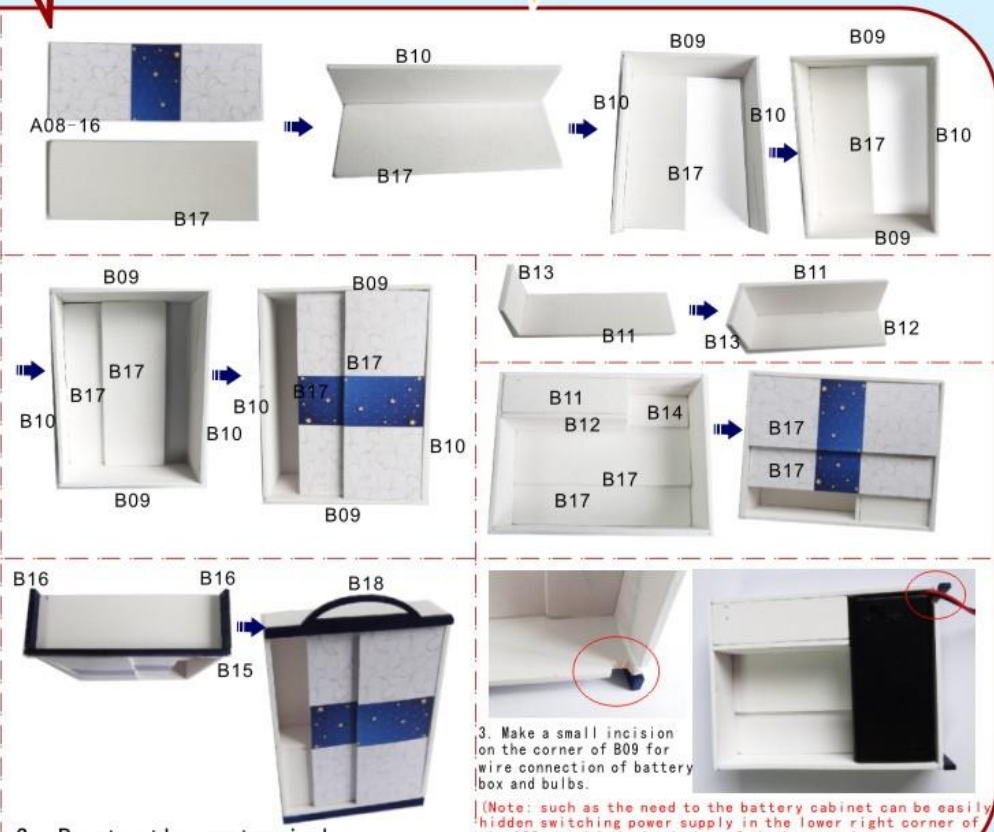 A08-16
B17
B10
B17
B09
B10
B10
B17
B09
B17
B10
B09
B09
B17
B17
B10
B10
B09
B09
B17
B17
B10
B10
B09
B13
B11
B11
B13
B12
B11
B12
B14
B17
B17
B17
B17
B16
B16
B15
B18
3. Make a small incision
on the corner of B09 for
wire connection of battery
box and bulbs.
(Note: such as the need to the battery cabinet can be easily
hidden switching power supply in the lower right corner of